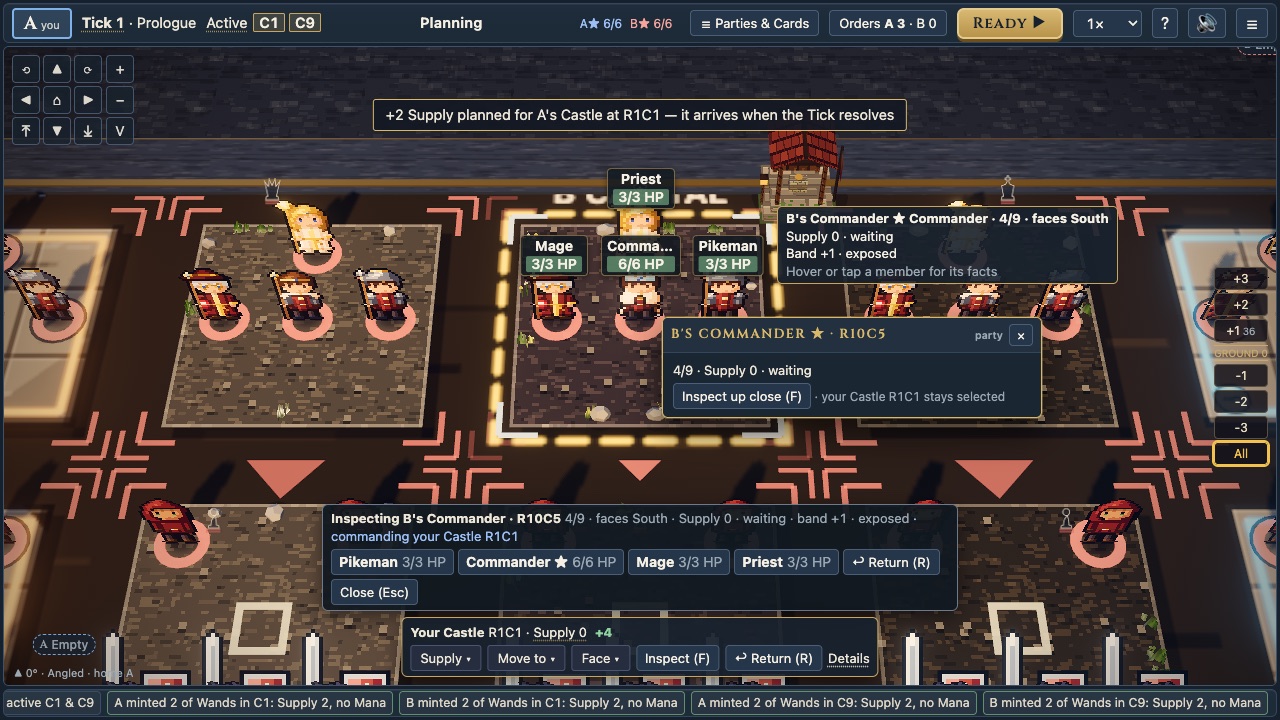 A you
Tick 1 · Prologue
Active C1 C9
Planning
A★ 6/6 B★ 6/6
≡ Parties & Cards
Orders A 3 · B 0
READY ▶
1×
?
≡
+
−
V
+2 Supply planned for A's Castle at R1C1 — it arrives when the Tick resolves
Priest
3/3 HP
Mage
3/3 HP
Comma...
6/6 HP
Pikeman
3/3 HP
B's Commander ★ Commander · 4/9 · faces South
Supply 0 · waiting
Band +1 · exposed
Hover or tap a member for its facts
B'S COMMANDER ★ · R10C5
party ×
4/9 · Supply 0 · waiting
Inspect up close (F) · your Castle R1C1 stays selected
+3
+2
+1 36
GROUND 0
-1
-2
-3
All
Inspecting B's Commander · R10C5 4/9 · faces South · Supply 0 · waiting · band +1 · exposed ·
commanding your Castle R1C1
Pikeman 3/3 HP
Commander ★ 6/6 HP
Mage 3/3 HP
Priest 3/3 HP
↩ Return (R)
Close (Esc)
Your Castle R1C1 · Supply 0 +4
Supply ▾
Move to ▾
Face ▾
Inspect (F)
↩ Return (R)
Details
A Empty
▲ 0° · Angled · home A
active C1 & C9
A minted 2 of Wands in C1: Supply 2, no Mana
B minted 2 of Wands in C1: Supply 2, no Mana
A minted 2 of Wands in C9: Supply 2, no Mana
B minted 2 of Wands in C9: Supply 2, no Mana